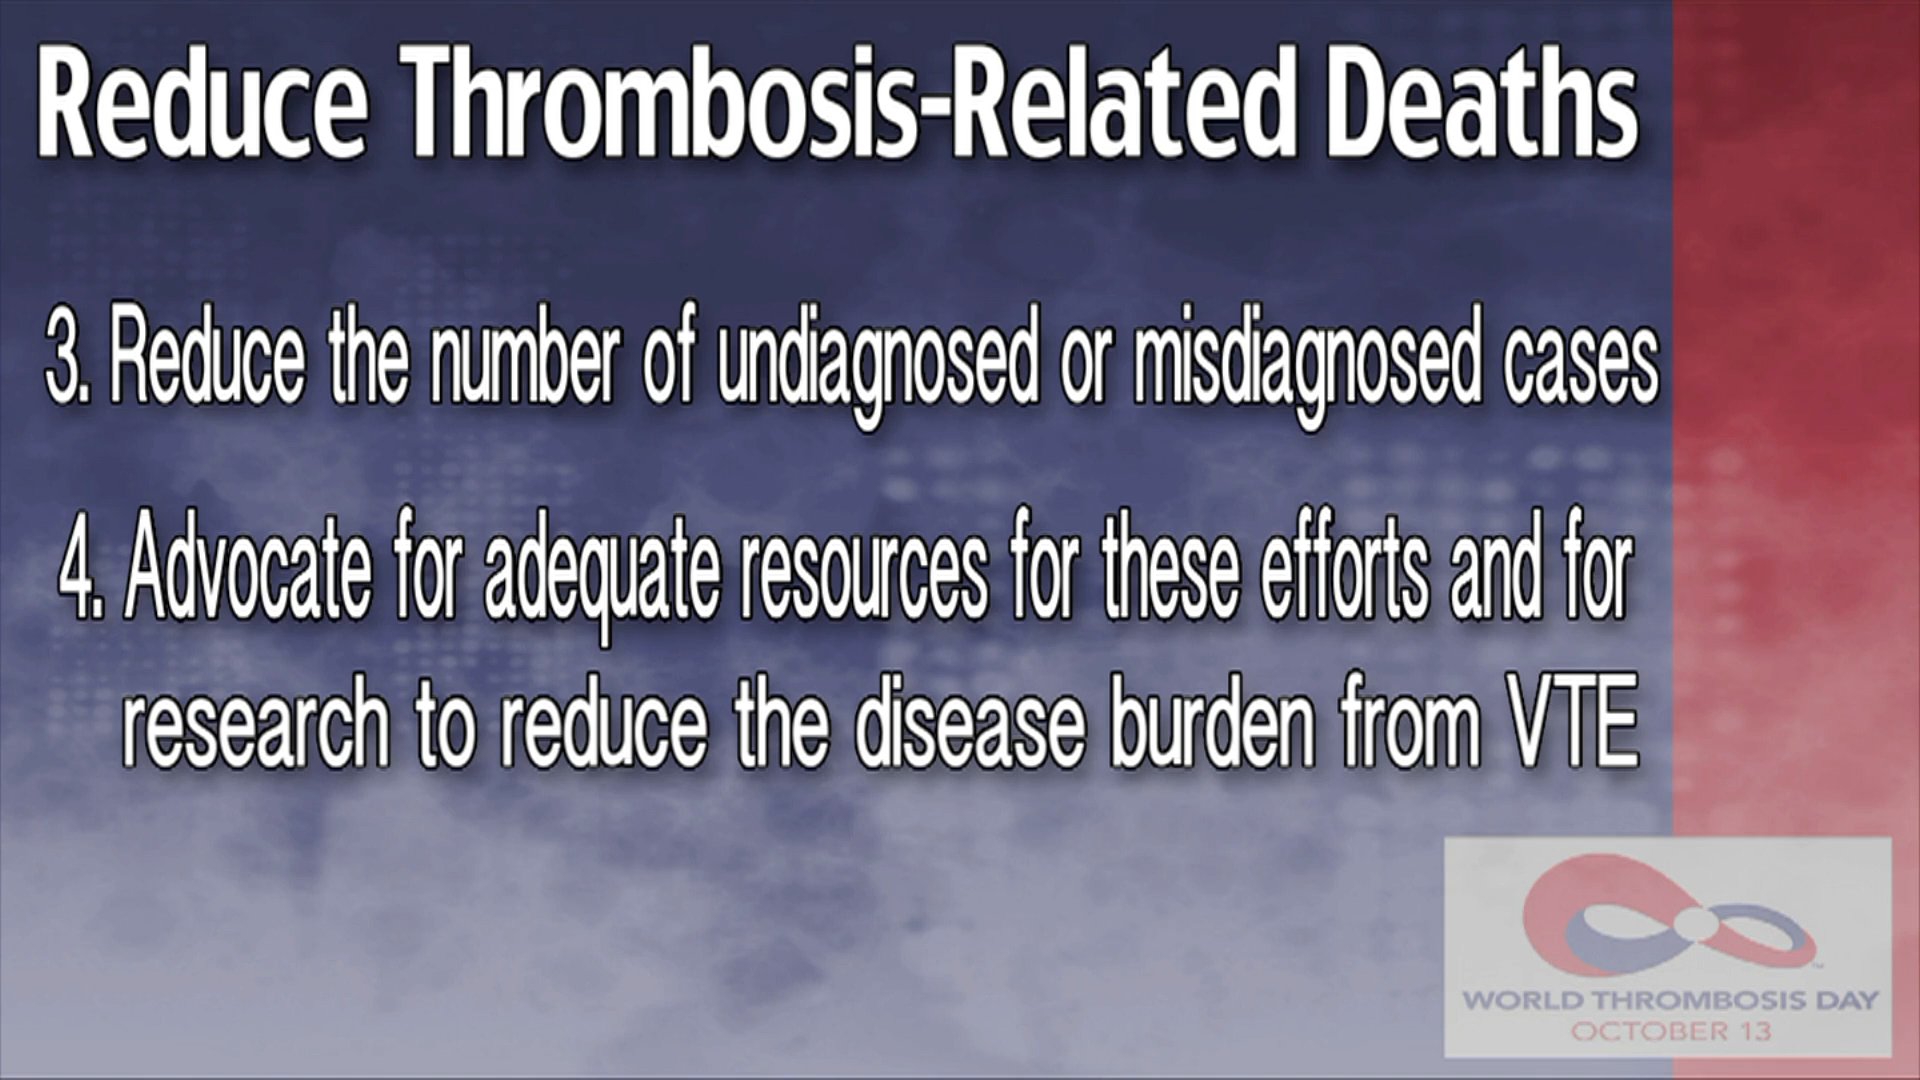 Reduce Thrombosis-Related Deaths
3. Reduce the number of undiagnosed or misdiagnosed cases
4. Advocate for adequate resources for these efforts and for
research to reduce the disease burden from VTE
WORLD THROMBOSIS DAY
OCTOBER 13